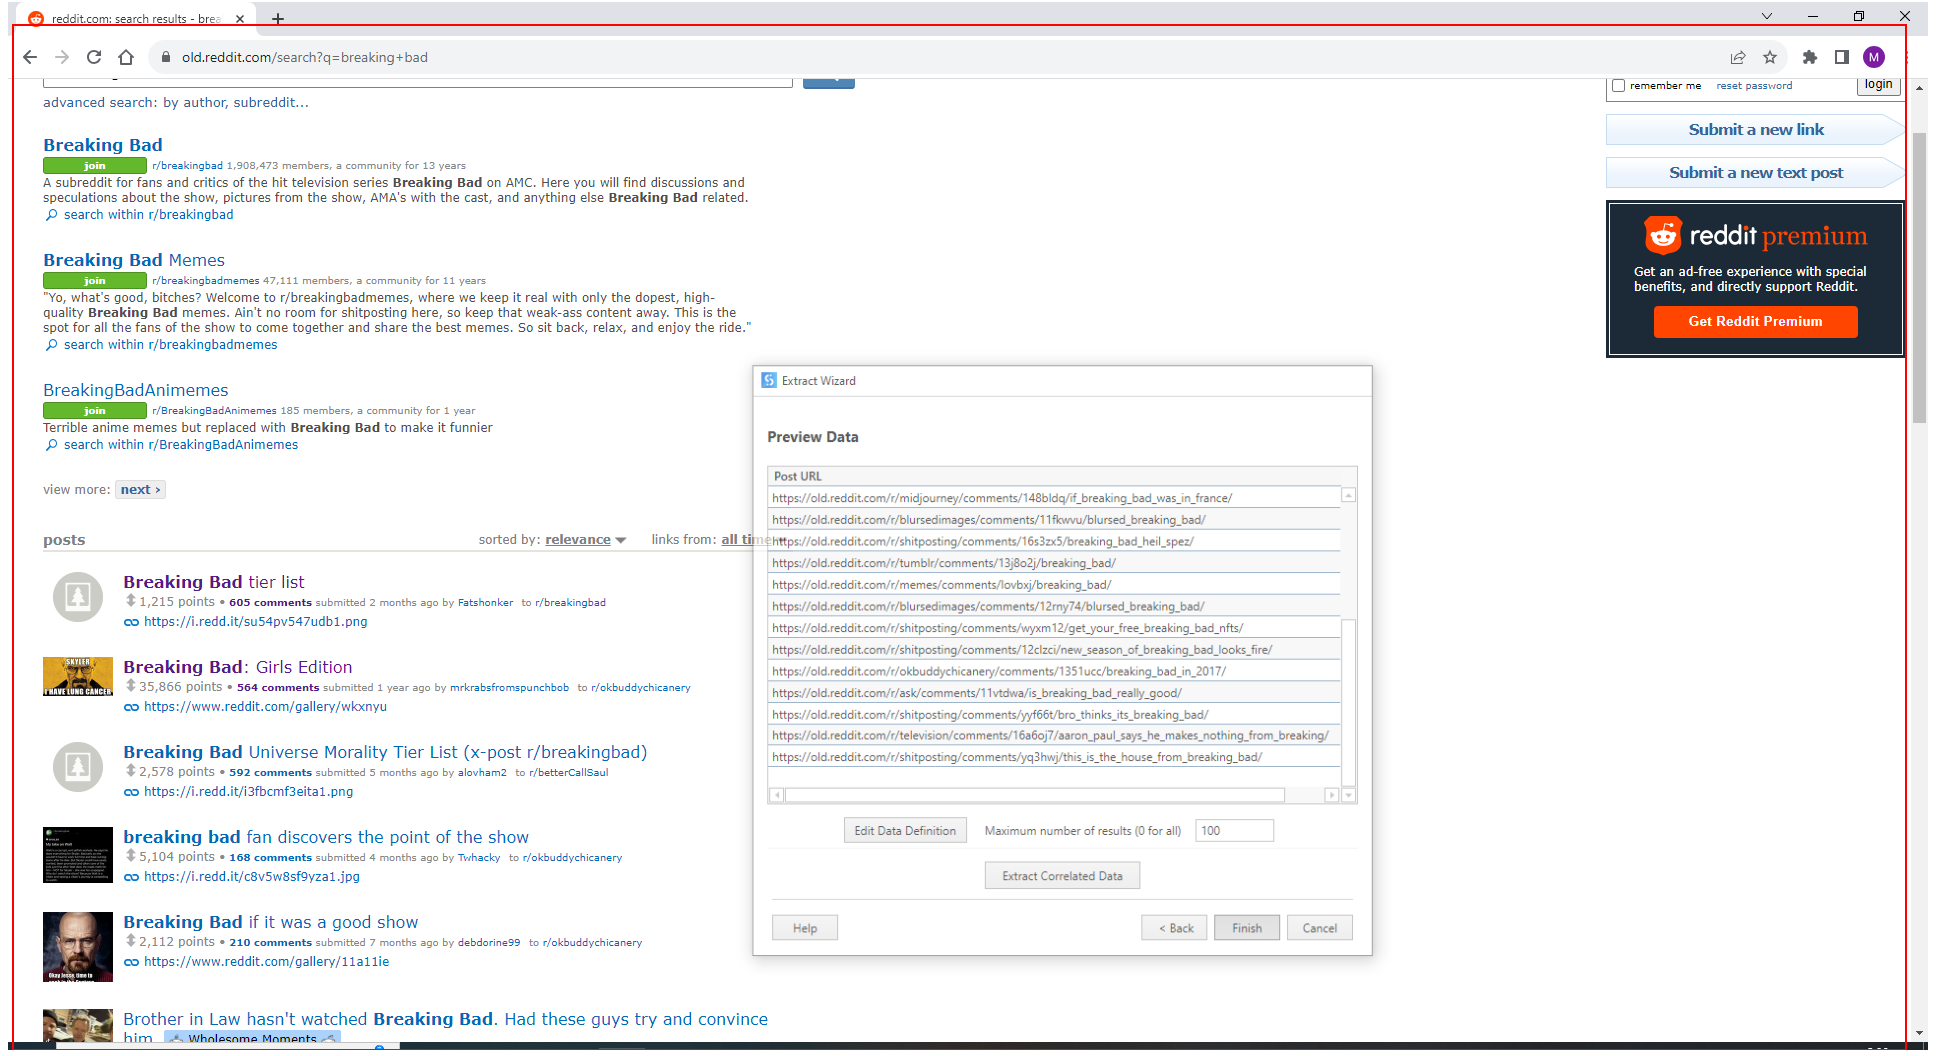 reddit.com: search results - brea
old.reddit.com/search?q=breaking+bad
M
advanced search: by author, subreddit...
Breaking Bad
join r/breakingbad 1,908,473 members, a community for 13 years
A subreddit for fans and critics of the hit television series Breaking Bad on AMC. Here you will find discussions and
speculations about the show, pictures from the show, AMA's with the cast, and anything else Breaking Bad related.
search within r/breakingbad
Breaking Bad Memes
join r/breakingbadmemes 47,111 members, a community for 11 years
"Yo, what's good, bitches? Welcome to r/breakingbadmemes, where we keep it real with only the dopest, high-
quality Breaking Bad memes. Ain't no room for shitposting here, so keep that weak-ass content away. This is the
spot for all the fans of the show to come together and share the best memes. So sit back, relax, and enjoy the ride."
search within r/breakingbadmemes
BreakingBadAnimemes
join r/BreakingBadAnimemes 185 members, a community for 1 year
Terrible anime memes but replaced with Breaking Bad to make it funnier
search within r/BreakingBadAnimemes
view more: next ›
posts sorted by: relevance links from: all time
Breaking Bad tier list
1,215 points • 605 comments submitted 2 months ago by Fatshonker to r/breakingbad
https://i.redd.it/su54pv547udb1.png
SKYLER
I HAVE LUNG CANCER
Breaking Bad: Girls Edition
35,866 points • 564 comments submitted 1 year ago by mrkrabsfromspunchbob to r/okbuddychicanery
https://www.reddit.com/gallery/wkxnyu
Breaking Bad Universe Morality Tier List (x-post r/breakingbad)
2,578 points • 592 comments submitted 5 months ago by alovham2 to r/betterCallSaul
https://i.redd.it/i3fbcmf3eita1.png
breaking bad fan discovers the point of the show
5,104 points • 168 comments submitted 4 months ago by Twhacky to r/okbuddychicanery
https://i.redd.it/c8v5w8sf9yza1.jpg
Breaking Bad if it was a good show
2,112 points • 210 comments submitted 7 months ago by debdorine99 to r/okbuddychicanery
https://www.reddit.com/gallery/11a11ie
Okay Jesse, time to
Brother in Law hasn't watched Breaking Bad. Had these guys try and convince
him Wholesome Moments
remember me reset password login
Submit a new link
Submit a new text post
reddit premium
Get an ad-free experience with special
benefits, and directly support Reddit.
Get Reddit Premium
Extract Wizard
Preview Data
Post URL
https://old.reddit.com/r/midjourney/comments/148bldq/if_breaking_bad_was_in_france/
https://old.reddit.com/r/blursedimages/comments/11fkwvu/blursed_breaking_bad/
https://old.reddit.com/r/shitposting/comments/16s3zx5/breaking_bad_heil_spez/
https://old.reddit.com/r/tumblr/comments/13j8o2j/breaking_bad/
https://old.reddit.com/r/memes/comments/lovbxj/breaking_bad/
https://old.reddit.com/r/blursedimages/comments/12rny74/blursed_breaking_bad/
https://old.reddit.com/r/shitposting/comments/wyxm12/get_your_free_breaking_bad_nfts/
https://old.reddit.com/r/shitposting/comments/12clzci/new_season_of_breaking_bad_looks_fire/
https://old.reddit.com/r/okbuddychicanery/comments/1351ucc/breaking_bad_in_2017/
https://old.reddit.com/r/ask/comments/11vtdwa/is_breaking_bad_really_good/
https://old.reddit.com/r/shitposting/comments/yyf66t/bro_thinks_its_breaking_bad/
https://old.reddit.com/r/television/comments/16a6oj7/aaron_paul_says_he_makes_nothing_from_breaking/
https://old.reddit.com/r/shitposting/comments/yq3hwj/this_is_the_house_from_breaking_bad/
Edit Data Definition Maximum number of results (0 for all) 100
Extract Correlated Data
Help < Back Finish Cancel